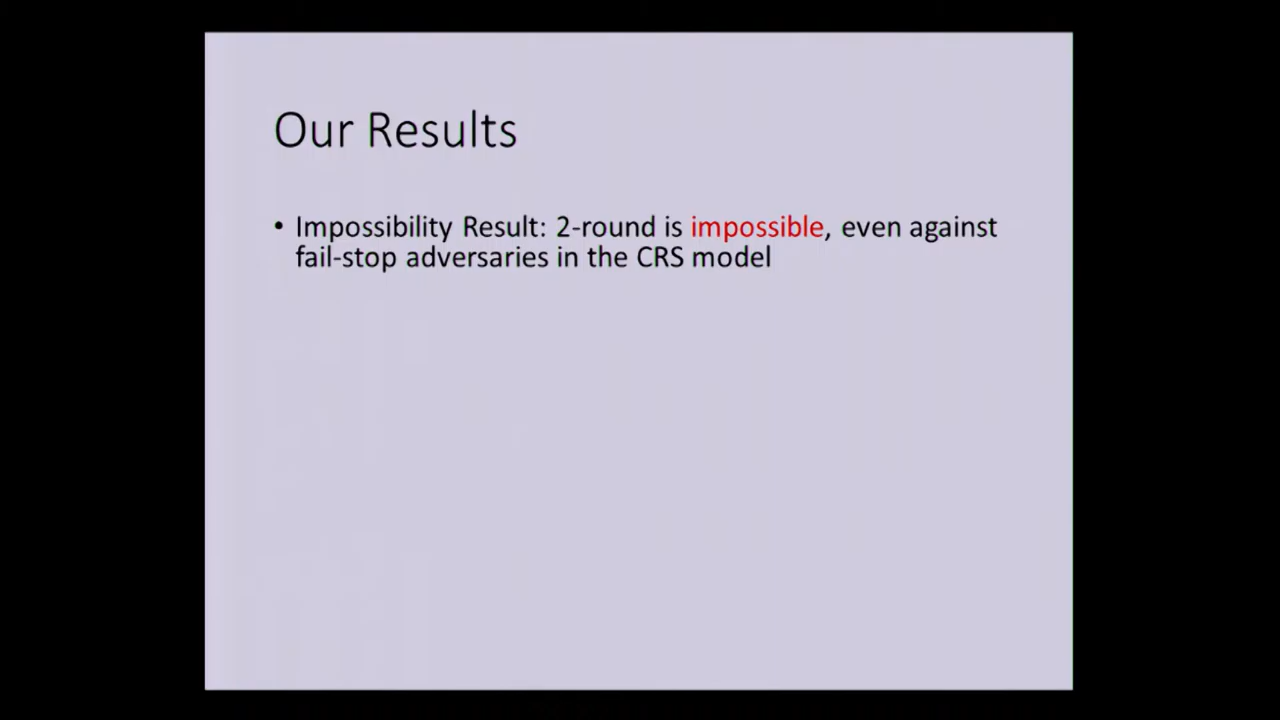 Our Results
• Impossibility Result: 2-round is impossible, even against
fail-stop adversaries in the CRS model